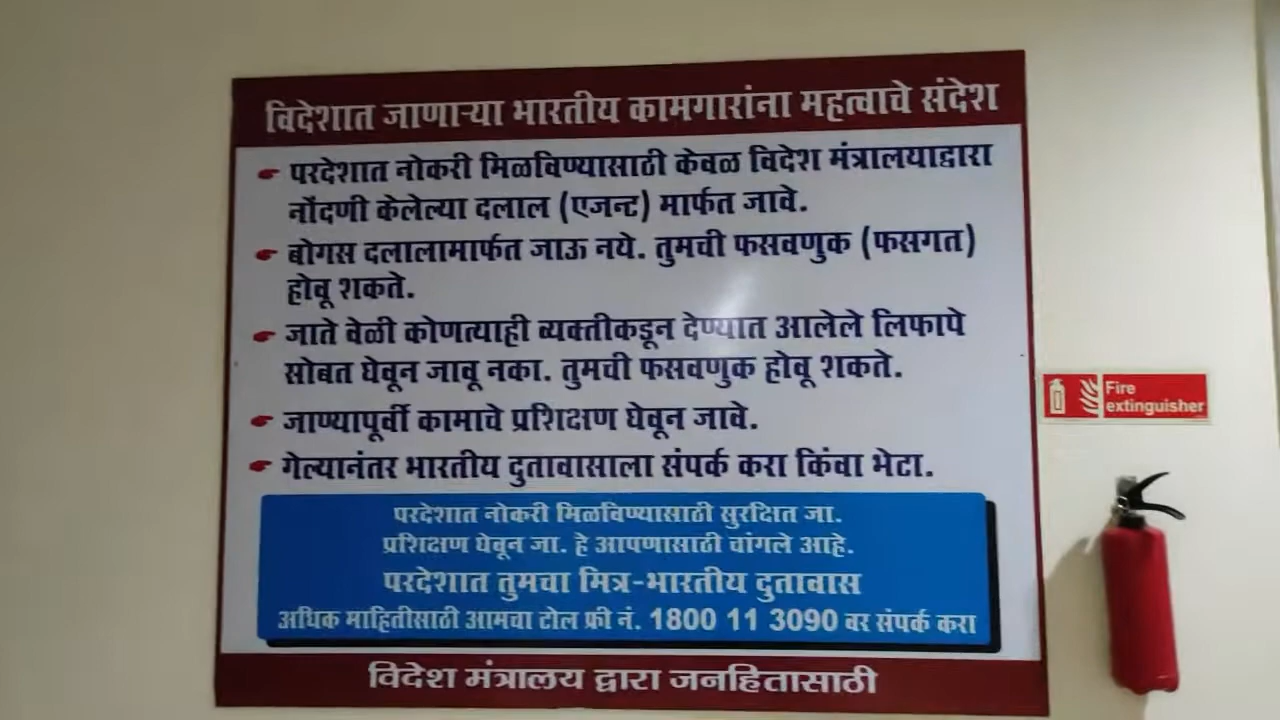 विदेशात जाणाऱ्या भारतीय कामगारांना महत्वाचे संदेश
परदेशात नोकरी मिळविण्यासाठी केवळ विदेश मंत्रालयाद्वारा
नोंदणी केलेल्या दलाल (एजन्ट) मार्फत जावे.
बोगस दलालामार्फत जाऊ नये. तुमची फसवणुक (फसगत)
होवू शकते.
जाते वेळी कोणत्याही व्यक्तीकडून देण्यात आलेले लिफापे
सोबत घेवून जावू नका. तुमची फसवणुक होवू शकते.
जाण्यापूर्वी कामाचे प्रशिक्षण घेवून जावे.
गेल्यानंतर भारतीय दुतावासाला संपर्क करा किंवा भेटा.
परदेशात नोकरी मिळविण्यासाठी सुरक्षित जा.
प्रशिक्षण घेवून जा. हे आपणासाठी चांगले आहे.
परदेशात तुमचा मित्र-भारतीय दुतावास
अधिक माहितीसाठी आमचा टोल फ्री नं. 1800 11 3090 वर संपर्क करा
विदेश मंत्रालय द्वारा जनहितासाठी
Fire
extinguisher